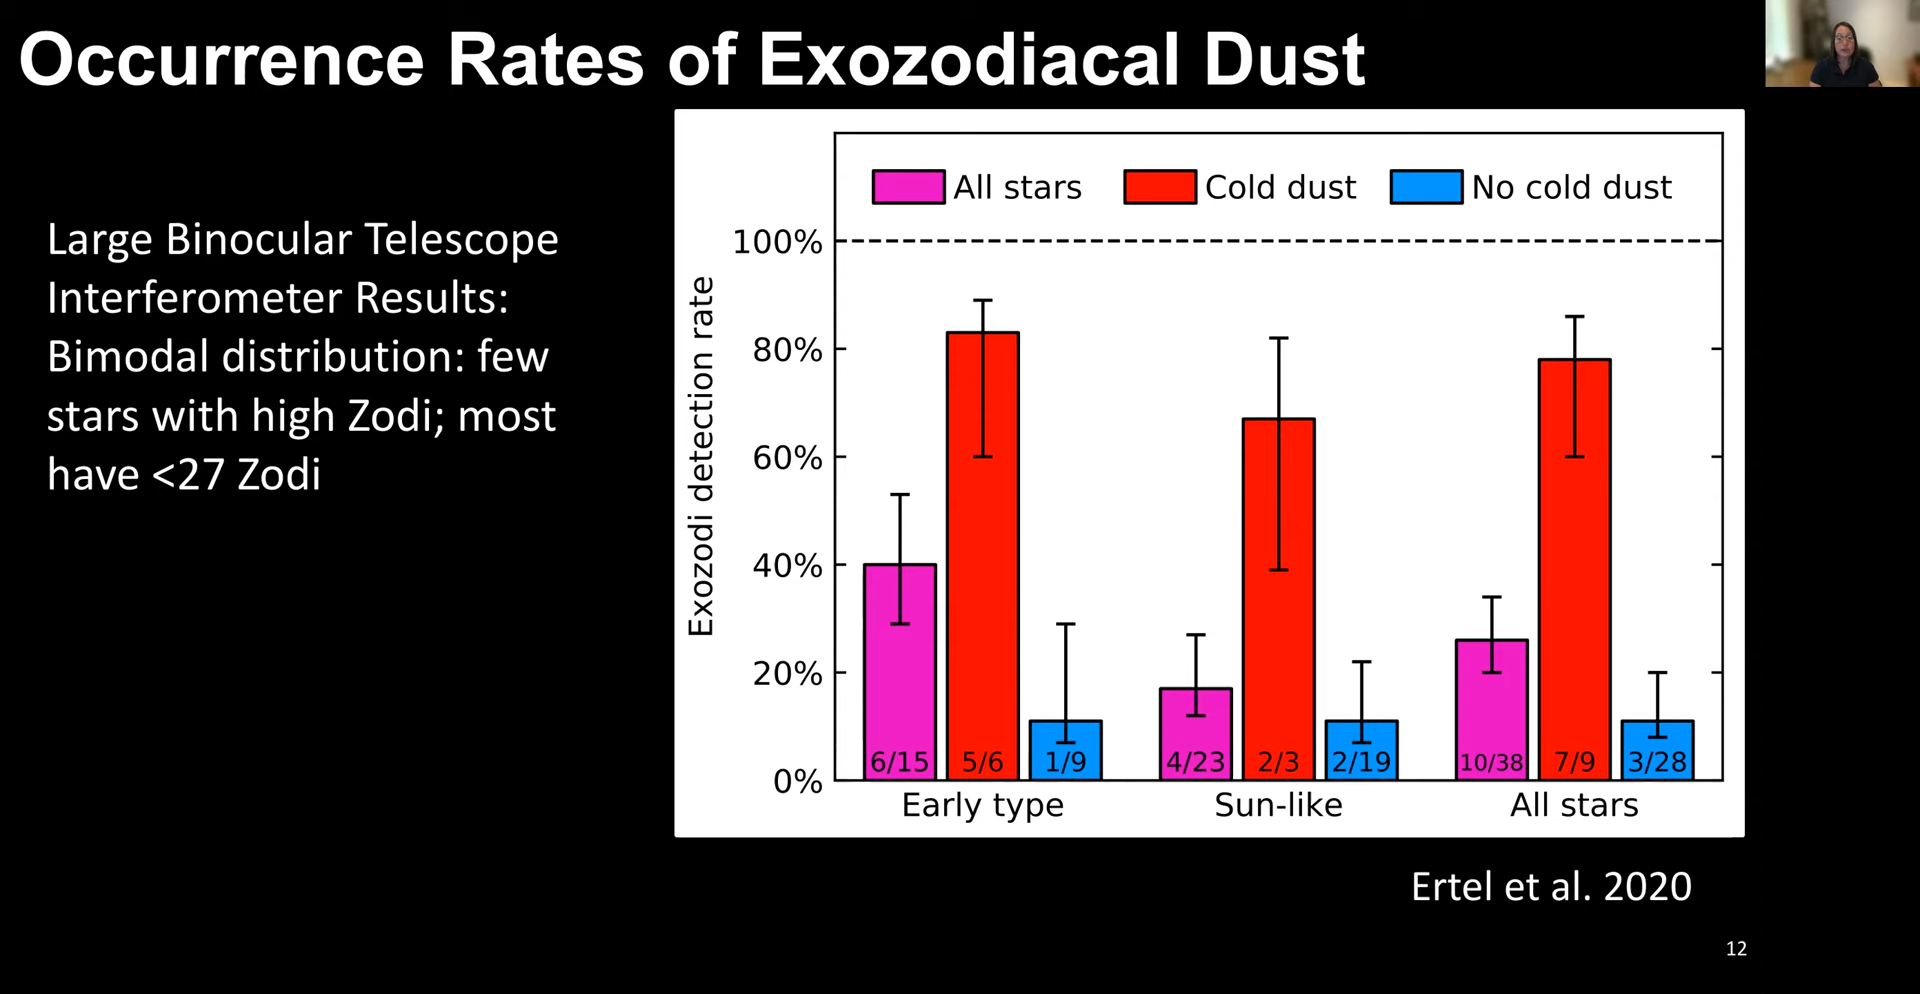 Occurrence Rates of Exozodiacal Dust
Large Binocular Telescope
Interferometer Results:
Bimodal distribution: few
stars with high Zodi; most
have <27 Zodi
All stars Cold dust No cold dust
Exozodi detection rate
100%
80%
60%
40%
20%
0%
6/15 5/6 1/9 4/23 2/3 2/19 10/38 7/9 3/28
Early type Sun-like All stars
Ertel et al. 2020
12